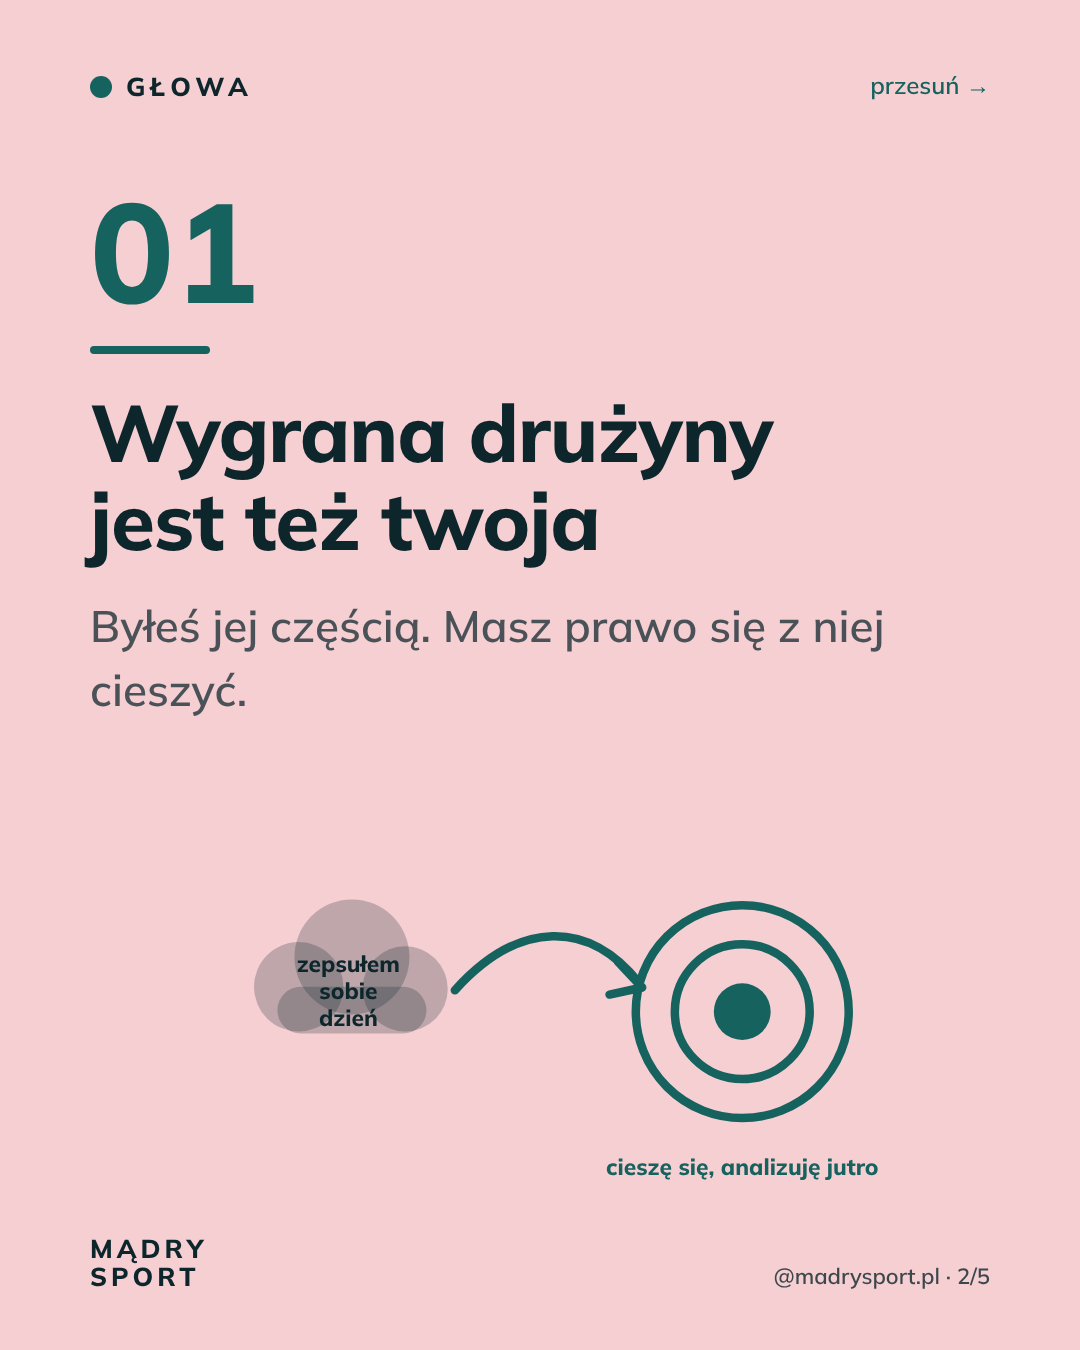 GŁOWA
przesuń →
01
Wygrana drużyny
jest też twoja
Byłeś jej częścią. Masz prawo się z niej
cieszyć.
zepsułem
sobie
dzień
cieszę się, analizuję jutro
MĄDRY
SPORT
@madrysport.pl · 2/5